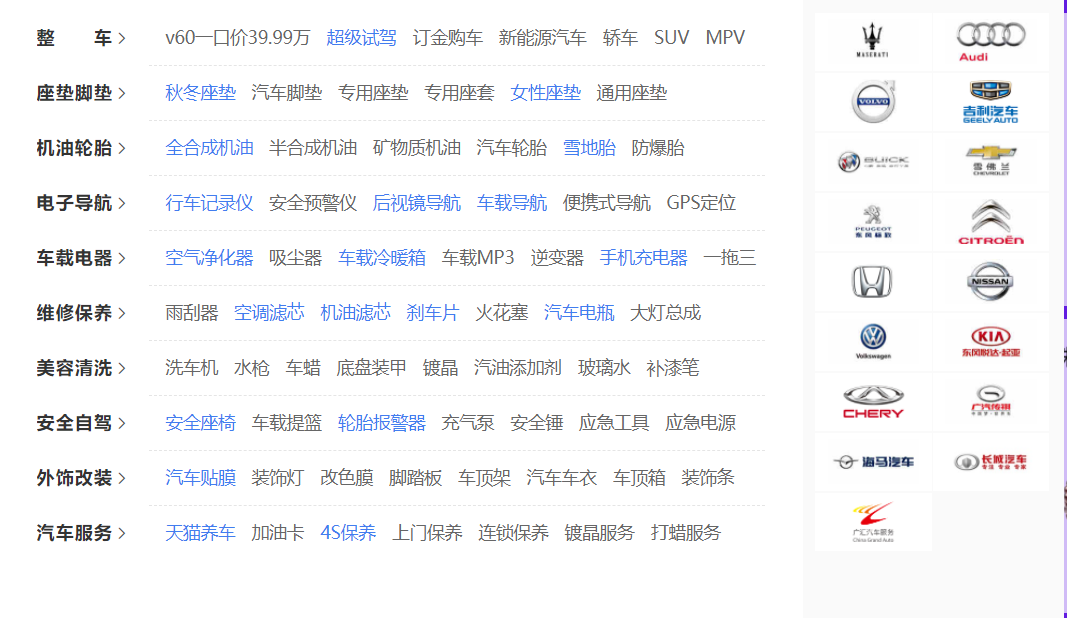 整 车 > v60一口价39.99万 超级试驾 订金购车 新能源汽车 轿车 SUV MPV
座垫脚垫 > 秋冬座垫 汽车脚垫 专用座垫 专用座套 女性座垫 通用座垫
机油轮胎 > 全合成机油 半合成机油 矿物质机油 汽车轮胎 雪地胎 防爆胎
电子导航 > 行车记录仪 安全预警仪 后视镜导航 车载导航 便携式导航 GPS定位
车载电器 > 空气净化器 吸尘器 车载冷暖箱 车载MP3 逆变器 手机充电器 一拖三
维修保养 > 雨刮器 空调滤芯 机油滤芯 刹车片 火花塞 汽车电瓶 大灯总成
美容清洗 > 洗车机 水枪 车蜡 底盘装甲 镀晶 汽油添加剂 玻璃水 补漆笔
安全自驾 > 安全座椅 车载提篮 轮胎报警器 充气泵 安全锤 应急工具 应急电源
外饰改装 > 汽车贴膜 装饰灯 改色膜 脚踏板 车顶架 汽车车衣 车顶箱 装饰条
汽车服务 > 天猫养车 加油卡 4S保养 上门保养 连锁保养 镀晶服务 打蜡服务
MASERATI
Audi
VOLVO
吉利汽车
GEELY AUTO
BUICK
雪佛兰
CHEVROLET
PEUGEOT
东风标致
CITROËN
NISSAN
Volkswagen
KIA
东风悦达·起亚
CHERY
广汽传祺
海马汽车
长城汽车
专注 专业 专家
广汇汽车服务
China Grand Auto